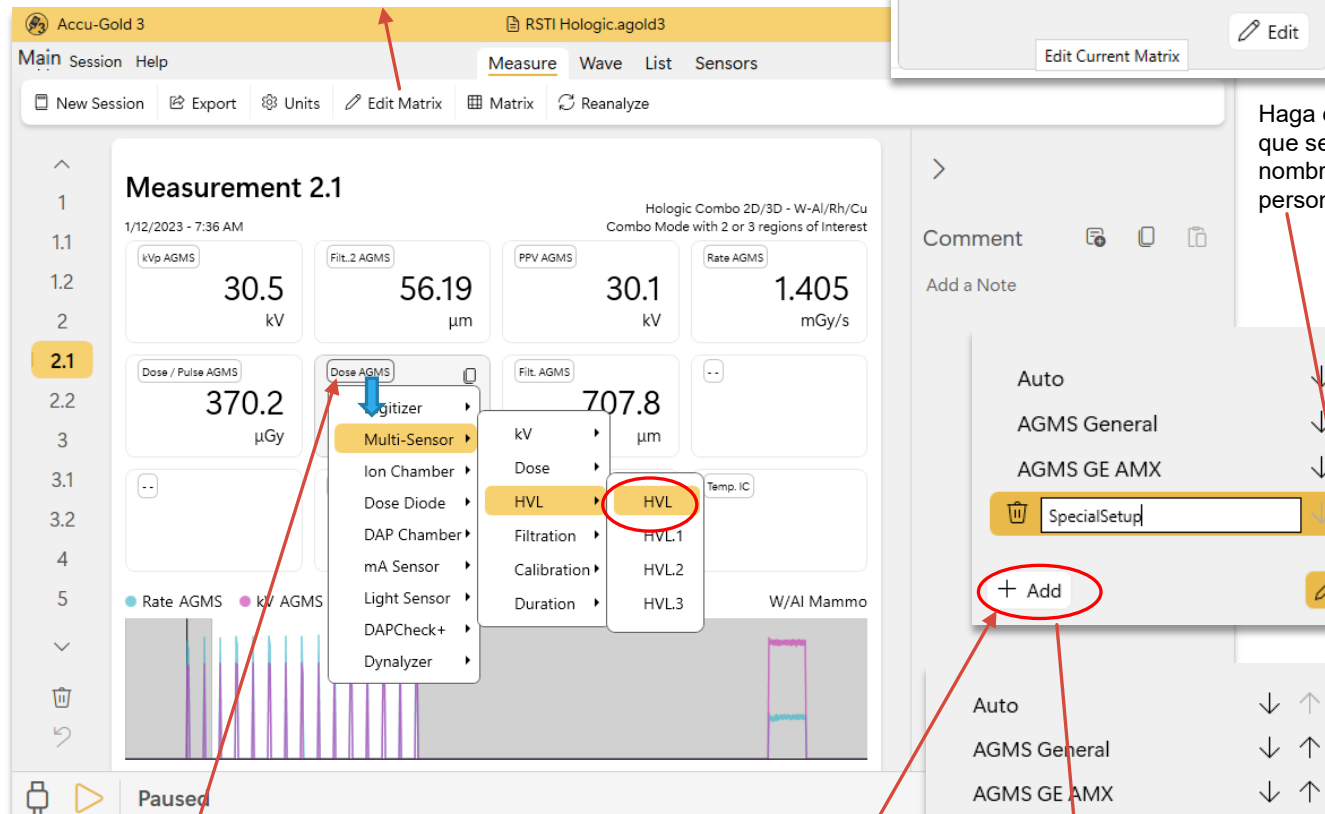 Accu-Gold 3
RSTI Hologic.agold3
Main Session Help
Measure Wave List Sensors
New Session Export Units Edit Matrix Matrix Reanalyze
1
1.1
1.2
2
2.1
2.2
3
3.1
3.2
4
5
Measurement 2.1
1/12/2023 - 7:36 AM
Hologic Combo 2D/3D - W-Al/Rh/Cu
Combo Mode with 2 or 3 regions of Interest
kVp AGMS
30.5
kV
Filt..2 AGMS
56.19
µm
PPV AGMS
30.1
kV
Rate AGMS
1.405
mGy/s
Dose / Pulse AGMS
370.2
µGy
Dose AGMS
Filt. AGMS
707.8
µm
- -
- -
Temp. IC
Multi-Sensor
Ion Chamber
Dose Diode
DAP Chamber
mA Sensor
Light Sensor
DAPCheck+
Dynalyzer
kV
Dose
HVL
Filtration
Calibration
Duration
HVL
HVL.1
HVL.2
HVL.3
Rate AGMS kV AGMS
W/Al Mammo
Paused
Comment
Add a Note
Edit
Edit Current Matrix
Haga
que se
nombr
person
Auto
AGMS General
AGMS GE AMX
SpecialSetup
+ Add
Auto
AGMS General
AGMS GE AMX